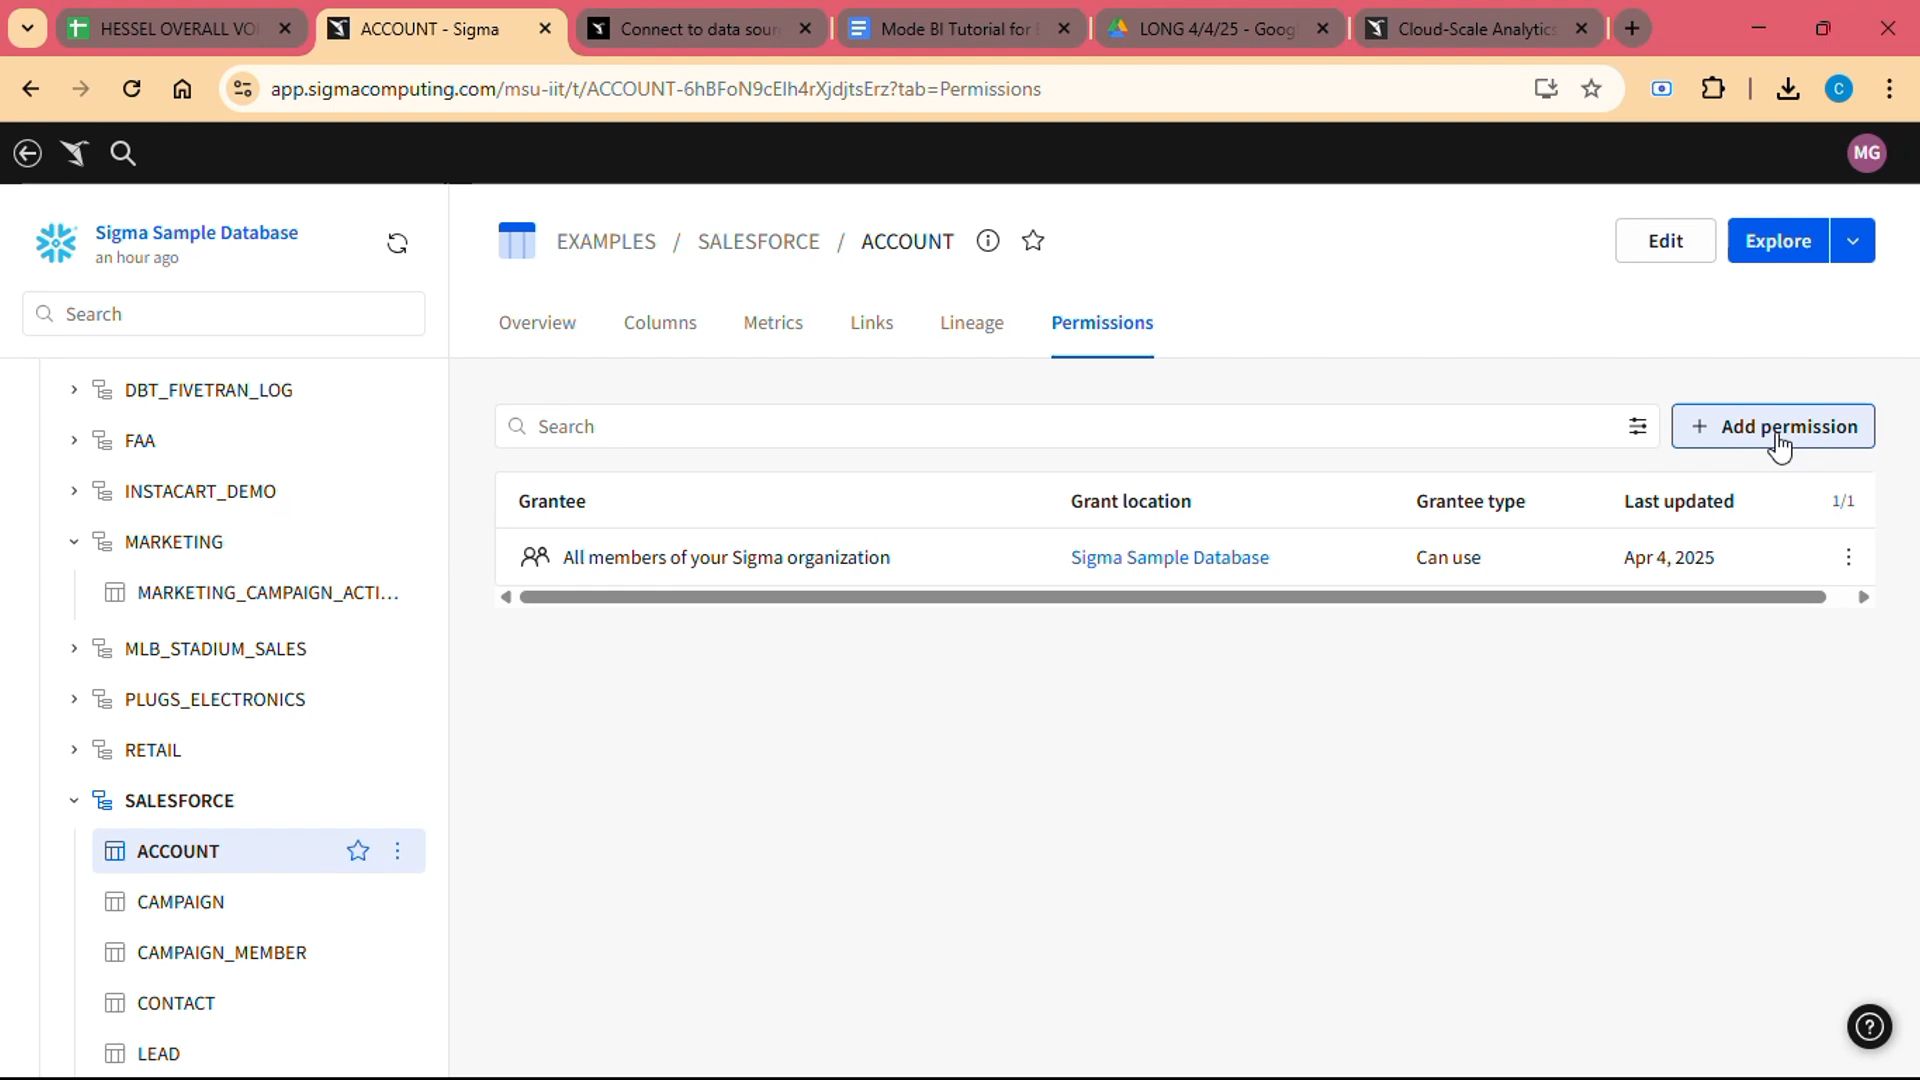 HESSEL OVERALL VO
ACCOUNT - Sigma
Connect to data sour
Mode BI Tutorial for
LONG 4/4/25 - Goog
Cloud-Scale Analytics
app.sigmacomputing.com/msu-iit/t/ACCOUNT-6hBFoN9cElh4rXjdjtsErz?tab=Permissions
C
MG
Sigma Sample Database
an hour ago
Search
DBT_FIVETRAN_LOG
FAA
INSTACART_DEMO
MARKETING
MARKETING_CAMPAIGN_ACTI...
MLB_STADIUM_SALES
PLUGS_ELECTRONICS
RETAIL
SALESFORCE
ACCOUNT
CAMPAIGN
CAMPAIGN_MEMBER
CONTACT
LEAD
EXAMPLES / SALESFORCE / ACCOUNT
Edit
Explore
Overview
Columns
Metrics
Links
Lineage
Permissions
Search
+ Add permission
Grantee
Grant location
Grantee type
Last updated
1/1
All members of your Sigma organization
Sigma Sample Database
Can use
Apr 4, 2025